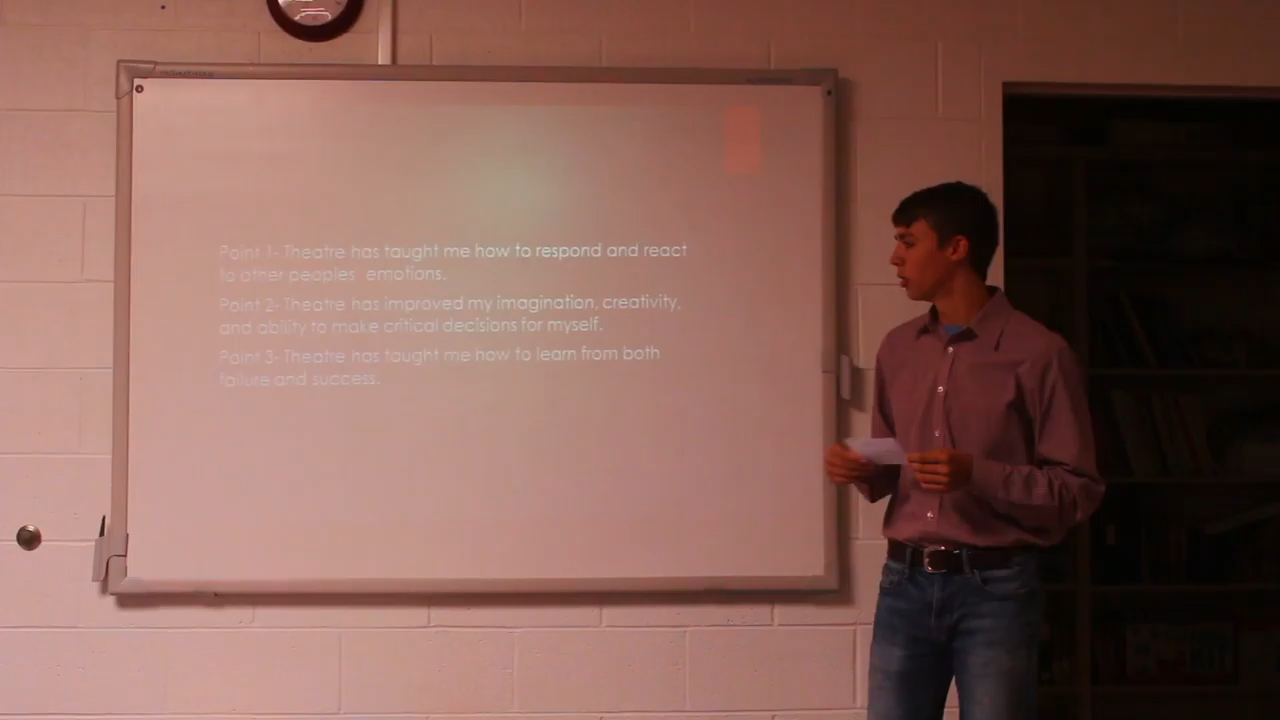 Point 1- Theatre has taught me how to respond and react
to other peoples emotions.
Point 2- Theatre has improved my imagination, creativity,
and ability to make critical decisions for myself.
Point 3- Theatre has taught me how to learn from both
failure and success.